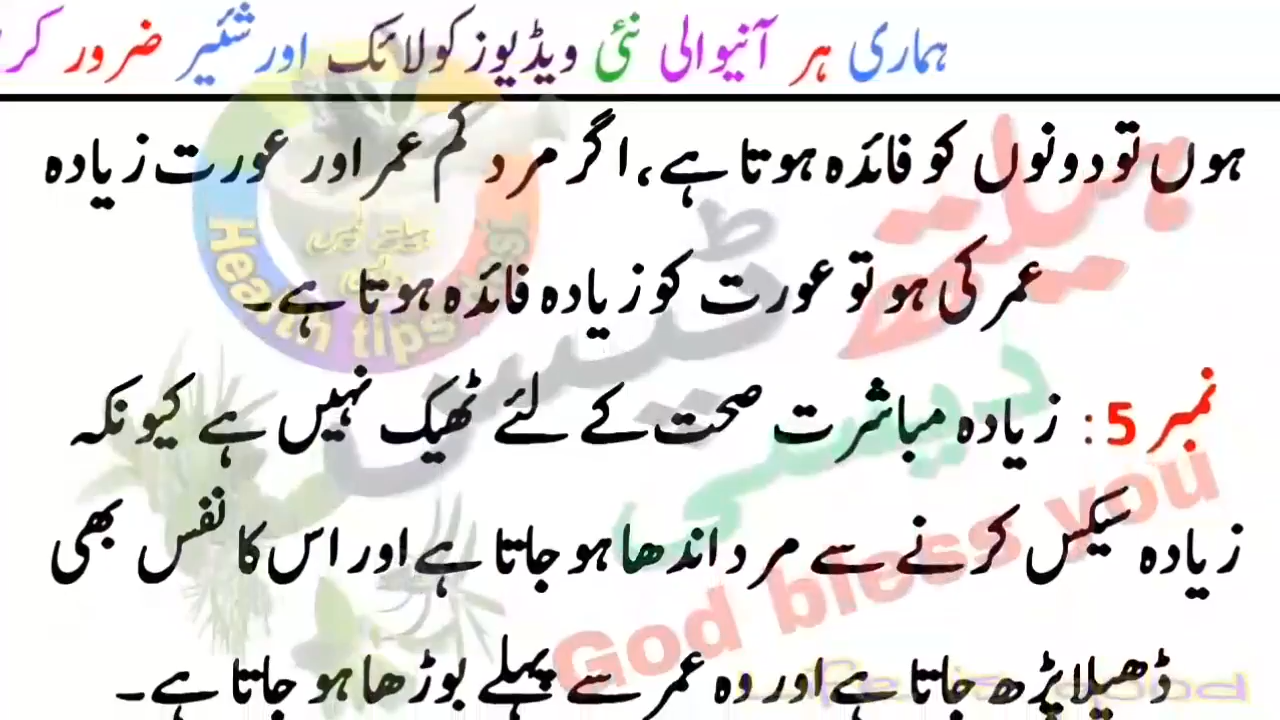 ہماری ہر آنیوالی نئی ویڈیوز کو لائک اور شئیر ضرور کر
ہوں تو دونوں کو فائدہ ہوتا ہے، اگر مرد کم عمر اور عورت زیادہ
عمر کی ہو تو عورت کو زیادہ فائدہ ہوتا ہے۔
نمبر 5: زیادہ مباشرت صحت کے لئے ٹھیک نہیں ہے کیونکہ
زیادہ سیکس کرنے سے مرد اندھا ہو جاتا ہے اور اس کا نفس بھی
ڈھیلا پڑھ جاتا ہے اور وہ عمر سے پہلے بوڑھا ہو جاتا ہے۔
Health tips
ہیلتھ ٹپس
دیسی
God bless you